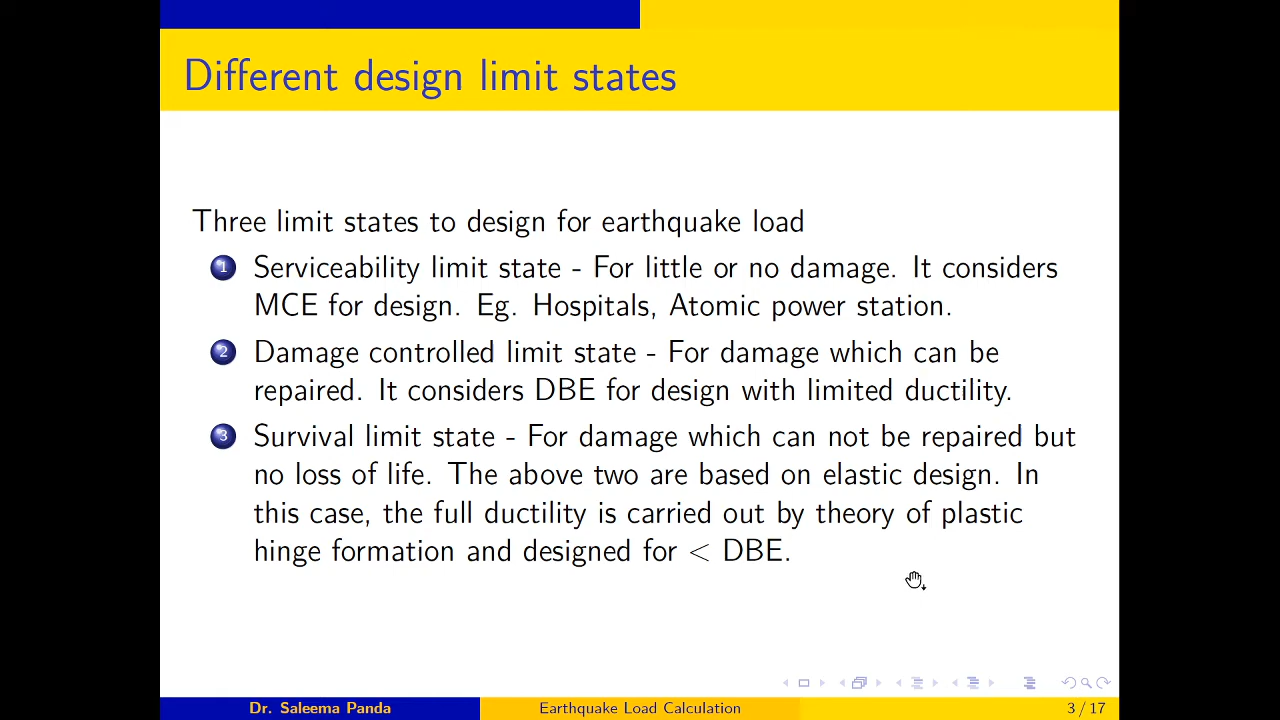 Different design limit states
Three limit states to design for earthquake load
1 Serviceability limit state - For little or no damage. It considers
MCE for design. Eg. Hospitals, Atomic power station.
2 Damage controlled limit state - For damage which can be
repaired. It considers DBE for design with limited ductility.
3 Survival limit state - For damage which can not be repaired but
no loss of life. The above two are based on elastic design. In
this case, the full ductility is carried out by theory of plastic
hinge formation and designed for < DBE.
Dr. Saleema Panda Earthquake Load Calculation 3 / 17